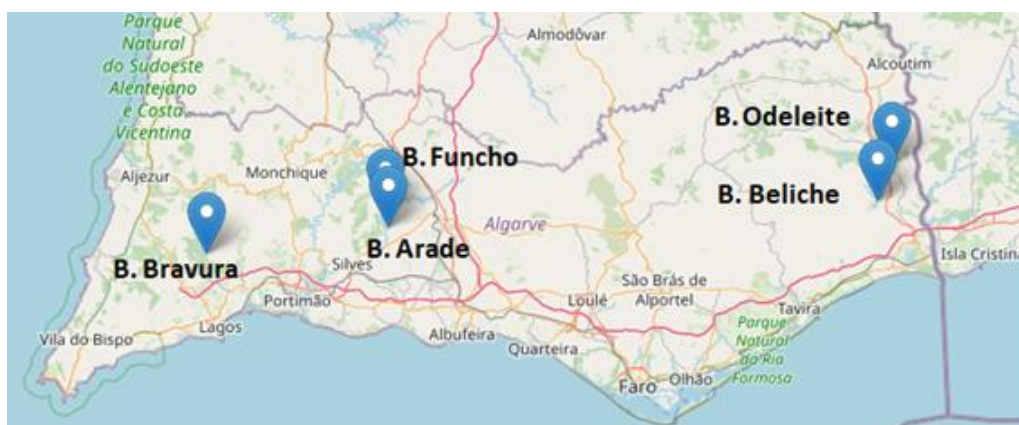 Parque
Natural
do Sudoeste
Alentejano
e Costa
Vicentina
Almodôvar
Alcoutim
B. Odeleite
B. Funcho
Aljezur
Monchique
B. Beliche
Algarve
B. Arade
B. Bravura
Silves
Isla Cristina
São Brás
de Alportel
Portimão
Loulé
Tavira
Lagos
Albufeira
Vila do Bispo
Quarteira
Parque
Natural
da Ria
Formosa
Faro
Olhão